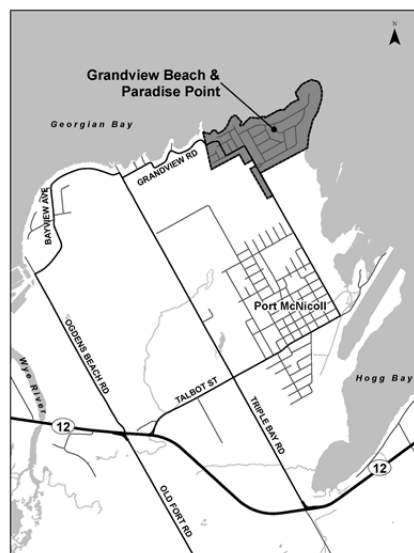 N
Grandview Beach &
Paradise Point
Georgian Bay
GRANDVIEW RD
BAYVIEW AVE
Port McNicoll
OGDENS BEACH RD
Hogg Bay
Wye River
TALBOT ST
TRIPLE BAY RD
12
12
OLD FORT RD